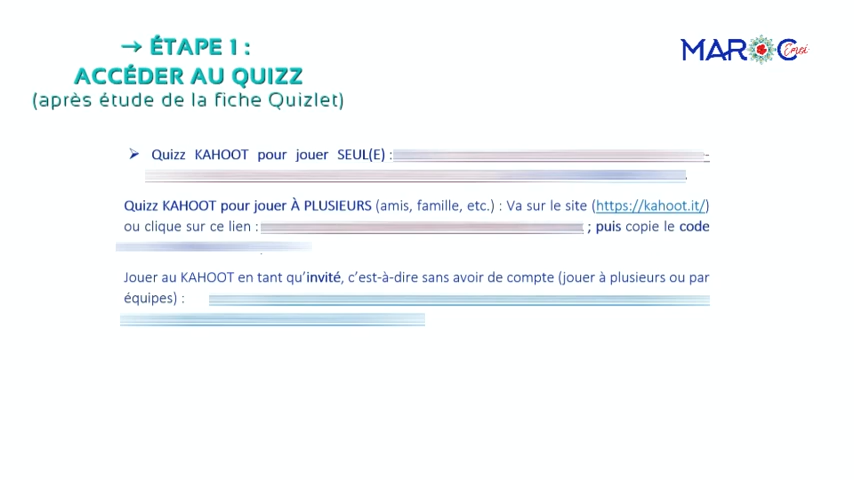 → ÉTAPE 1 :
ACCÉDER AU QUIZZ
(après étude de la fiche Quizlet)
MAROC Émoi
➤ Quizz KAHOOT pour jouer SEUL(E) :
Quizz KAHOOT pour jouer À PLUSIEURS (amis, famille, etc.) : Va sur le site (https://kahoot.it/)
ou clique sur ce lien : ; puis copie le code
Jouer au KAHOOT en tant qu’invité, c’est-à-dire sans avoir de compte (jouer à plusieurs ou par
équipes) :